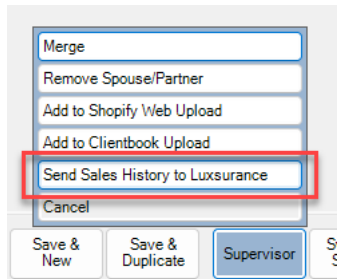 Merge
Remove Spouse/Partner
Add to Shopify Web Upload
Add to Clientbook Upload
Send Sales History to Luxsurance
Cancel
Save &
New
Save &
Duplicate
Supervisor